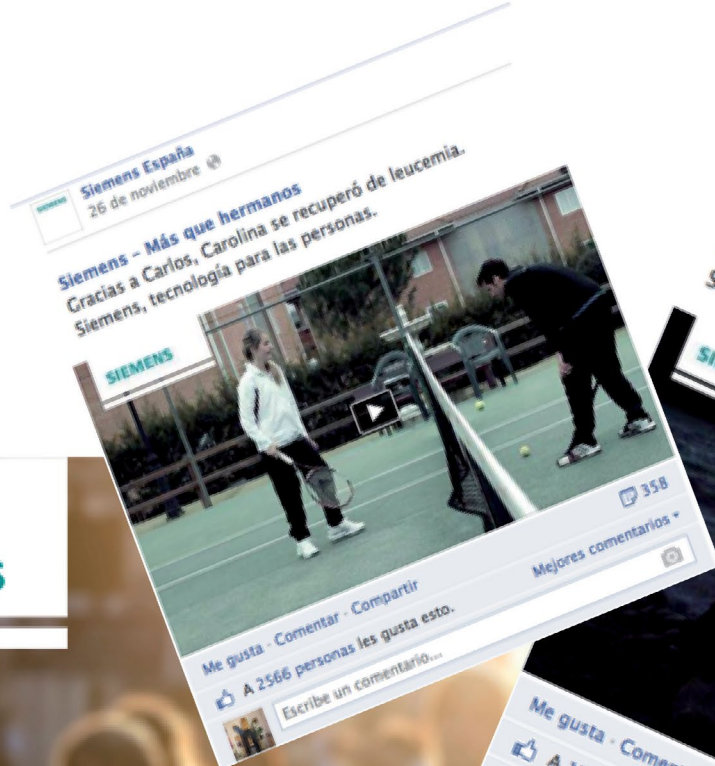 Siemens España
26 de noviembre
Siemens – Más que hermanos
Gracias a Carlos, Carolina se recuperó de leucemia.
Siemens, tecnología para las personas.
SIEMENS
358
Me gusta · Comentar · Compartir
Mejores comentarios
A 2566 personas les gusta esto.
Escribe un comentario...
Me gusta